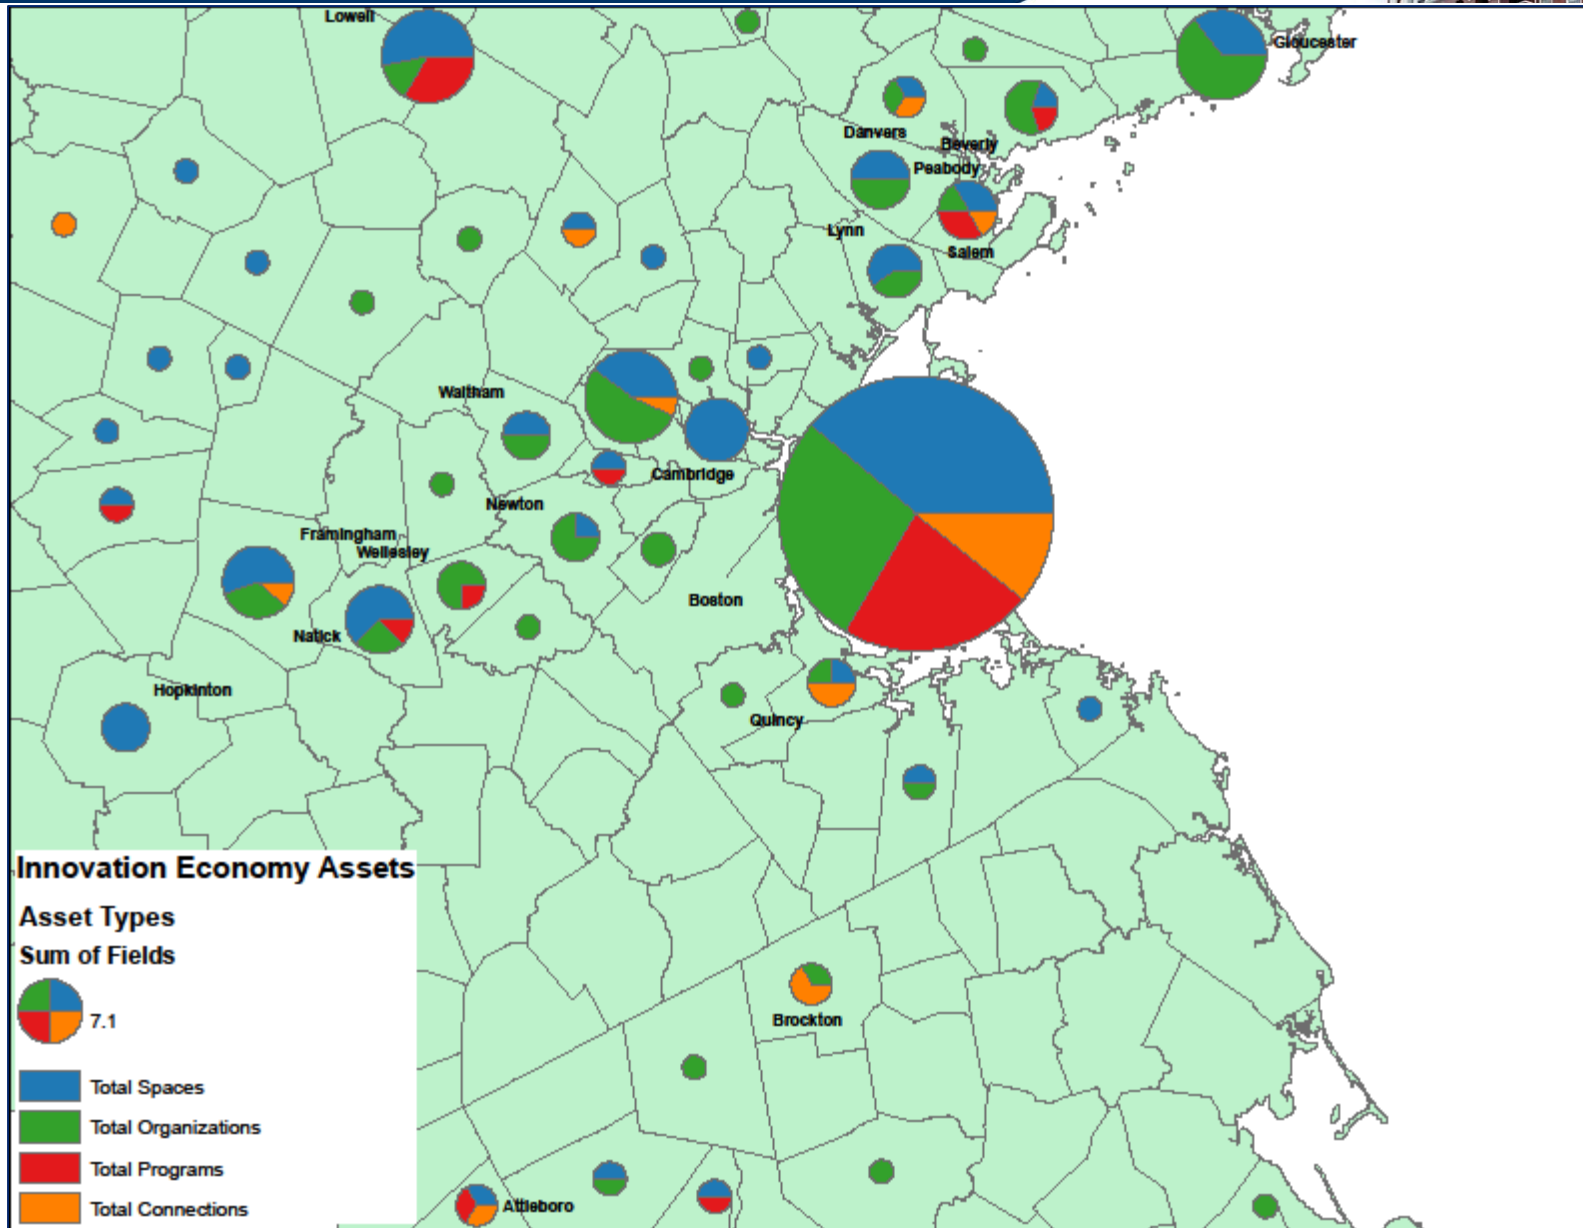 Lowell
Gloucester
Danvers
Beverly
Peabody
Lynn
Salem
Waltham
Cambridge
Newton
Framingham
Wellesley
Boston
Natick
Hopkinton
Quincy
Innovation Economy Assets
Asset Types
Sum of Fields
7.1
Brockton
Total Spaces
Total Organizations
Total Programs
Total Connections
Attleboro